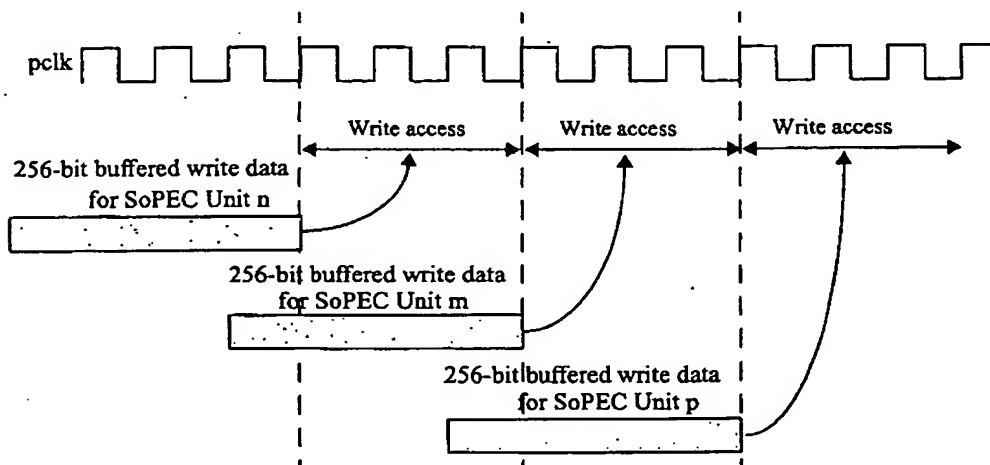 pclk
Write access
Write access
Write access
256-bit buffered write data
for SoPEC Unit n
256-bit buffered write data
for SoPEC Unit m
256-bit buffered write data
for SoPEC Unit p